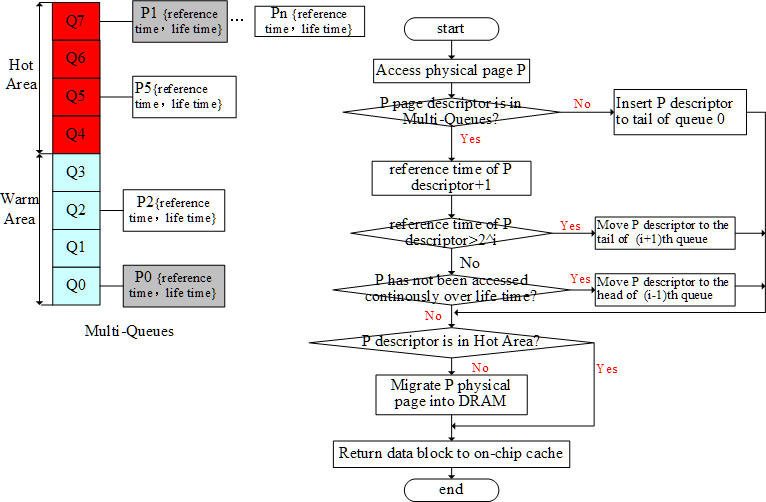 Q7
Q6
Q5
Q4
Q3
Q2
Q1
Q0
Hot
Area
Warm
Area
P1 {reference
time, life time}
...
Pn {reference
time, life time}
P5{reference
time, life time}
P2{reference
time, life time}
P0 {reference
time, life time}
Multi-Queues
start
Access physical page P
P page descriptor is in
Multi-Queues?
No
Insert P descriptor
to tail of queue 0
Yes
reference time of P
descriptor+1
reference time of P
descriptor>2^i
Yes
Move P descriptor to the
tail of (i+1)th queue
No
P has not been accessed
continously over life time?
Yes
Move P descriptor to the
head of (i-1)th queue
No
P descriptor is in Hot Area?
No
Yes
Migrate P physical
page into DRAM
Return data block to on-chip cache
end